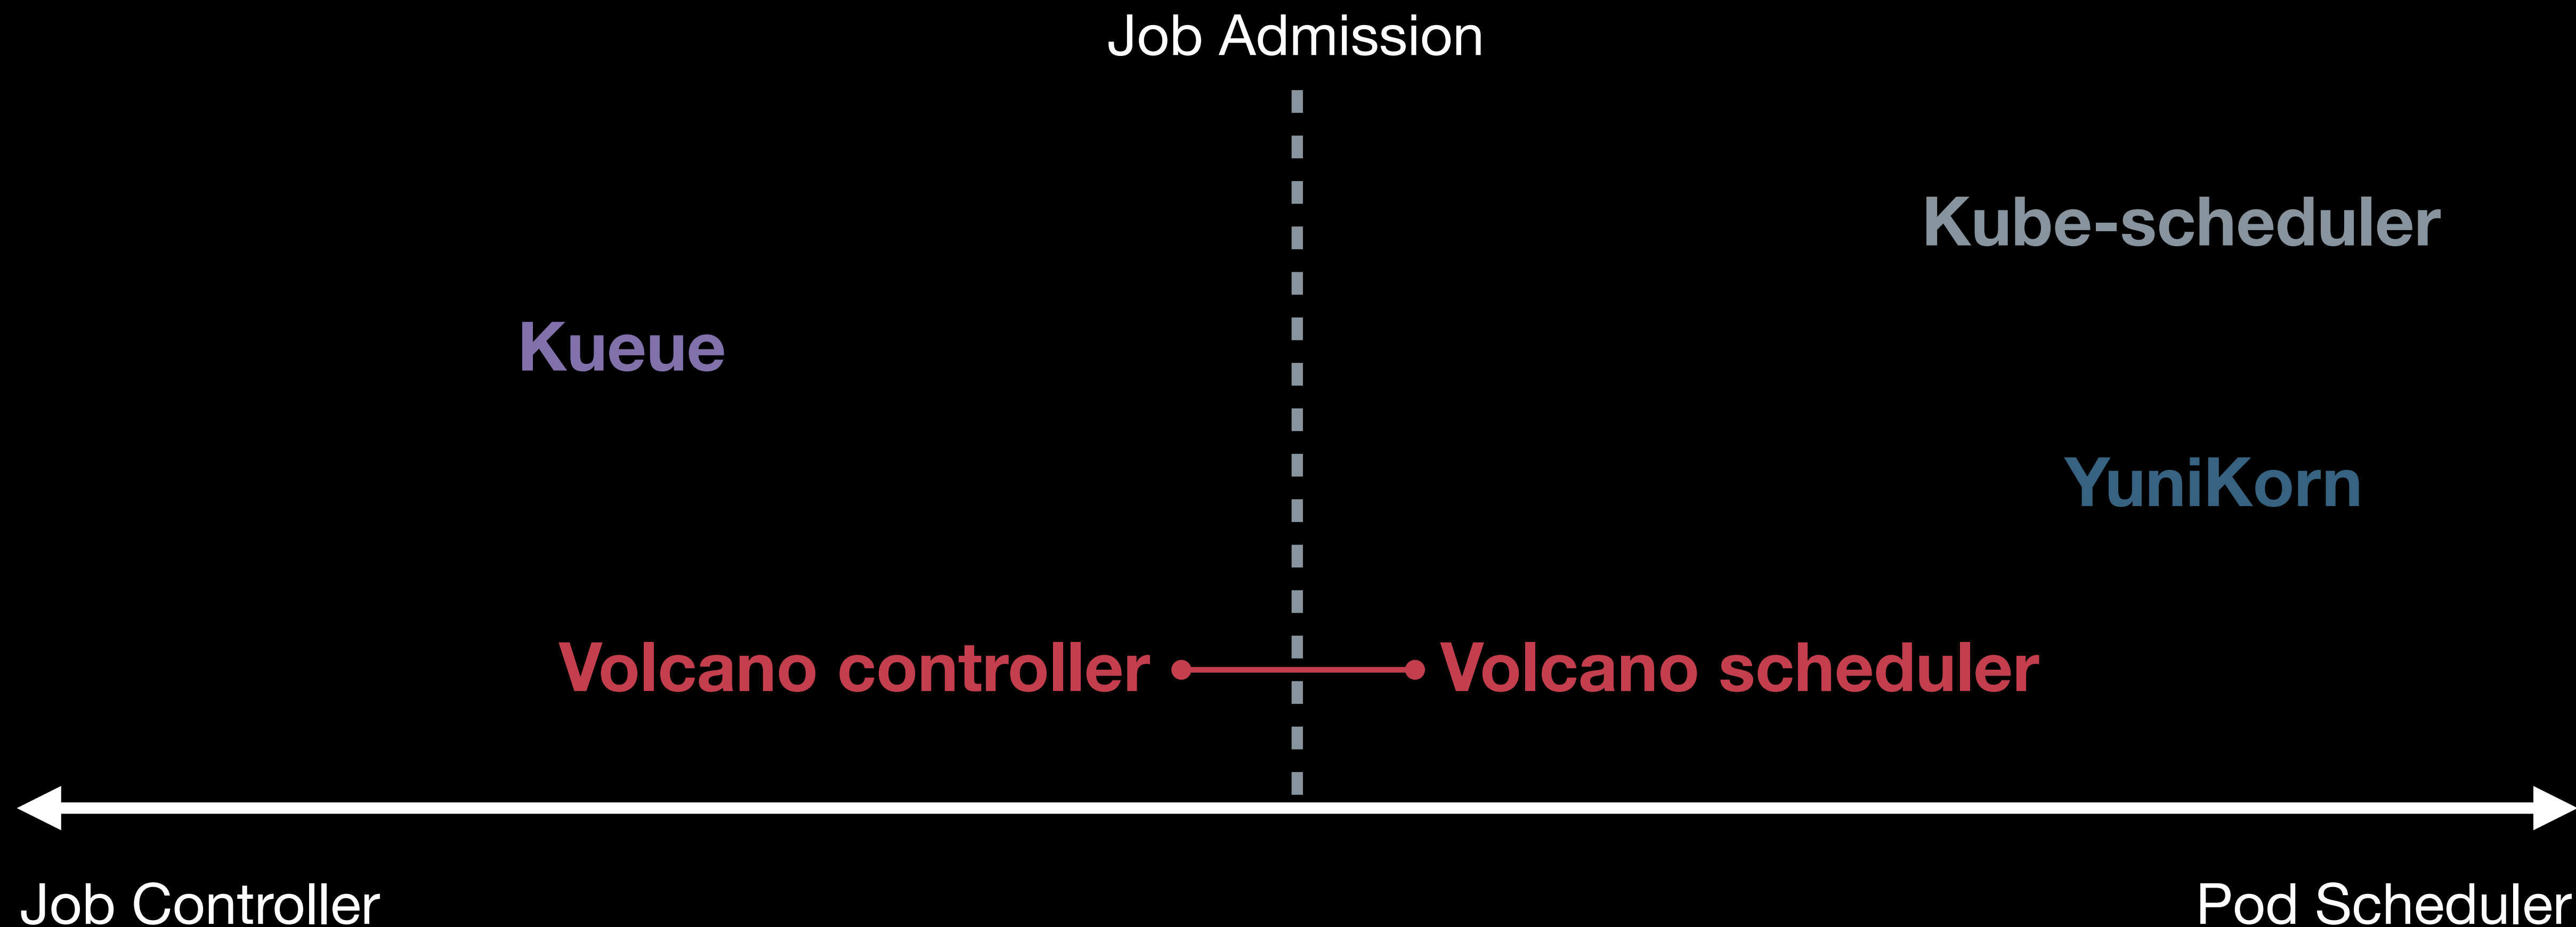 Job Admission
Kube-scheduler
Kueue
YuniKorn
Volcano controller
Volcano scheduler
Job Controller
Pod Scheduler